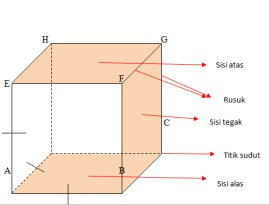 H
G
Sisi atas
E
F
Rusuk
Sisi tegak
C
Titik sudut
A
B
Sisi alas